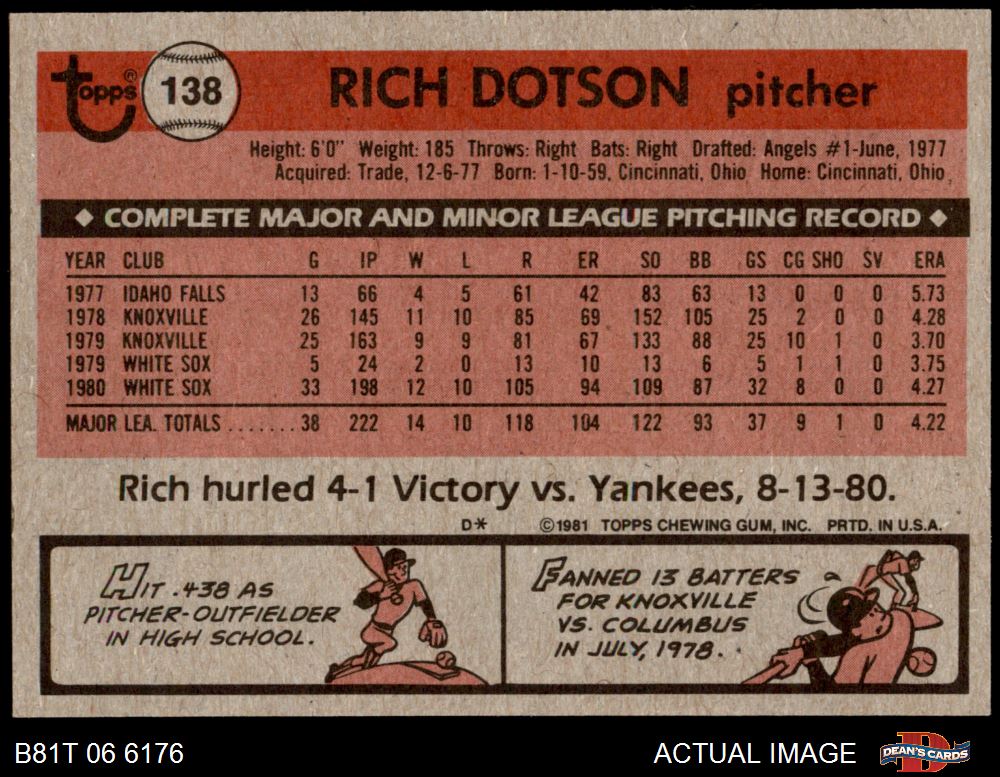 topps® 138 RICH DOTSON pitcher
Height: 6'0" Weight: 185 Throws: Right Bats: Right Drafted: Angels #1-June, 1977
Acquired: Trade, 12-6-77 Born: 1-10-59, Cincinnati, Ohio Home: Cincinnati, Ohio
◆ COMPLETE MAJOR AND MINOR LEAGUE PITCHING RECORD ◆
YEAR CLUB G IP W L R ER SO BB GS CG SHO SV ERA
1977 IDAHO FALLS 13 66 4 5 61 42 83 63 13 0 0 0 5.73
1978 KNOXVILLE 26 145 11 10 85 69 152 105 25 2 0 0 4.28
1979 KNOXVILLE 25 163 9 9 81 67 133 88 25 10 1 0 3.70
1979 WHITE SOX 5 24 2 0 13 10 13 6 5 1 1 0 3.75
1980 WHITE SOX 33 198 12 10 105 94 109 87 32 8 0 0 4.27
MAJOR LEA. TOTALS ....... 38 222 14 10 118 104 122 93 37 9 1 0 4.22
Rich hurled 4-1 Victory vs. Yankees, 8-13-80.
D* ©1981 TOPPS CHEWING GUM, INC. PRTD. IN U.S.A.
HIT .438 AS
PITCHER-OUTFIELDER
IN HIGH SCHOOL.
FANNED 13 BATTERS
FOR KNOXVILLE
VS. COLUMBUS
IN JULY, 1978.
B81T 06 6176 ACTUAL IMAGE DEAN'S CARDS